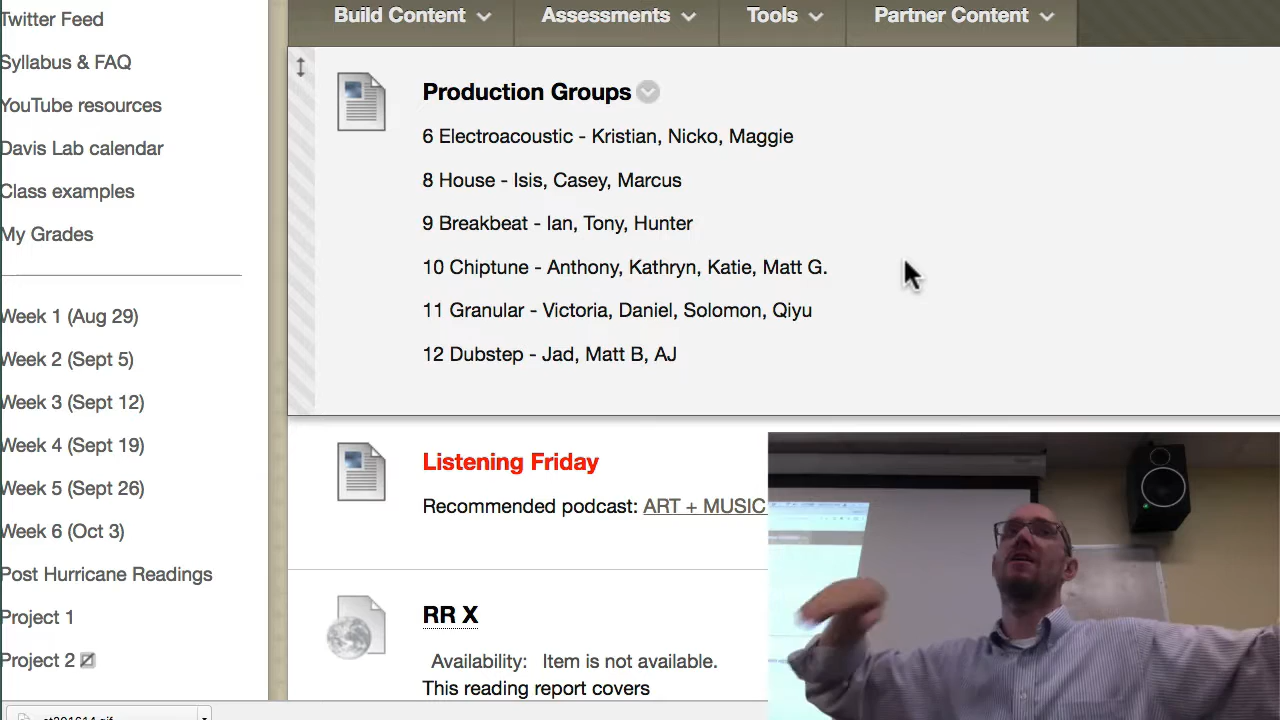 Build Content
Assessments
Tools
Partner Content
Twitter Feed
Syllabus & FAQ
YouTube resources
Davis Lab calendar
Class examples
My Grades
Week 1 (Aug 29)
Week 2 (Sept 5)
Week 3 (Sept 12)
Week 4 (Sept 19)
Week 5 (Sept 26)
Week 6 (Oct 3)
Post Hurricane Readings
Project 1
Project 2
Production Groups
6 Electroacoustic - Kristian, Nicko, Maggie
8 House - Isis, Casey, Marcus
9 Breakbeat - Ian, Tony, Hunter
10 Chiptune - Anthony, Kathryn, Katie, Matt G.
11 Granular - Victoria, Daniel, Solomon, Qiyu
12 Dubstep - Jad, Matt B, AJ
Listening Friday
Recommended podcast: ART + MUSIC
RR X
Availability: Item is not available.
This reading report covers